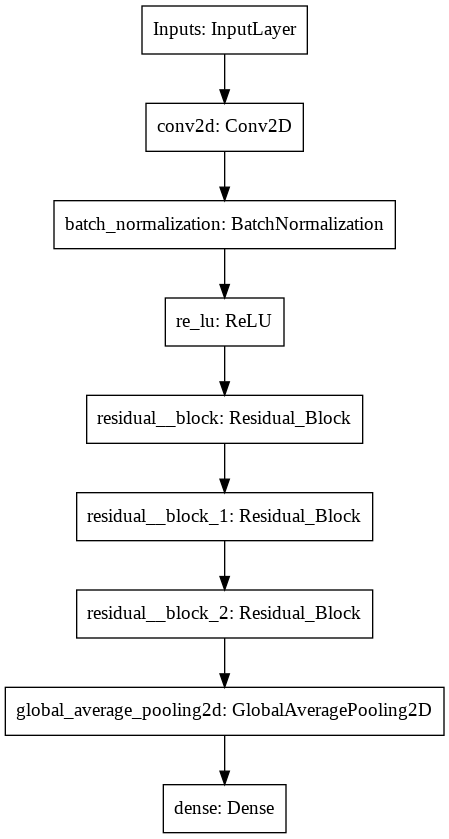 Inputs: InputLayer
conv2d: Conv2D
batch_normalization: BatchNormalization
re_lu: ReLU
residual__block: Residual_Block
residual__block_1: Residual_Block
residual__block_2: Residual_Block
global_average_pooling2d: GlobalAveragePooling2D
dense: Dense